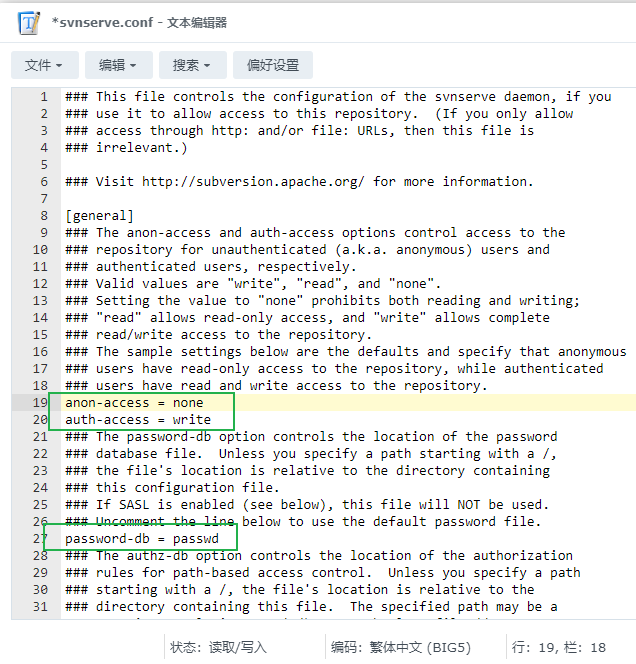 *svnserve.conf - 文本编辑器
文件 编辑 搜索 偏好设置
1 ### This file controls the configuration of the svnserve daemon, if you
2 ### use it to allow access to this repository.  (If you only allow
3 ### access through http: and/or file: URLs, then this file is
4 ### irrelevant.)
5
6 ### Visit http://subversion.apache.org/ for more information.
7
8 [general]
9 ### The anon-access and auth-access options control access to the
10 ### repository for unauthenticated (a.k.a. anonymous) users and
11 ### authenticated users, respectively.
12 ### Valid values are "write", "read", and "none".
13 ### Setting the value to "none" prohibits both reading and writing;
14 ### "read" allows read-only access, and "write" allows complete
15 ### read/write access to the repository.
16 ### The sample settings below are the defaults and specify that anonymous
17 ### users have read-only access to the repository, while authenticated
18 ### users have read and write access to the repository.
19 anon-access = none
20 auth-access = write
21 ### The password-db option controls the location of the password
22 ### database file.  Unless you specify a path starting with a /,
23 ### the file's location is relative to the directory containing
24 ### this configuration file.
25 ### If SASL is enabled (see below), this file will NOT be used.
26 ### Uncomment the line below to use the default password file.
27 password-db = passwd
28 ### The authz-db option controls the location of the authorization
29 ### rules for path-based access control.  Unless you specify a path
30 ### starting with a /, the file's location is relative to the
31 ### directory containing this file.  The specified path may be a
状态: 读取/写入 编码: 繁体中文 (BIG5) 行: 19, 栏: 18